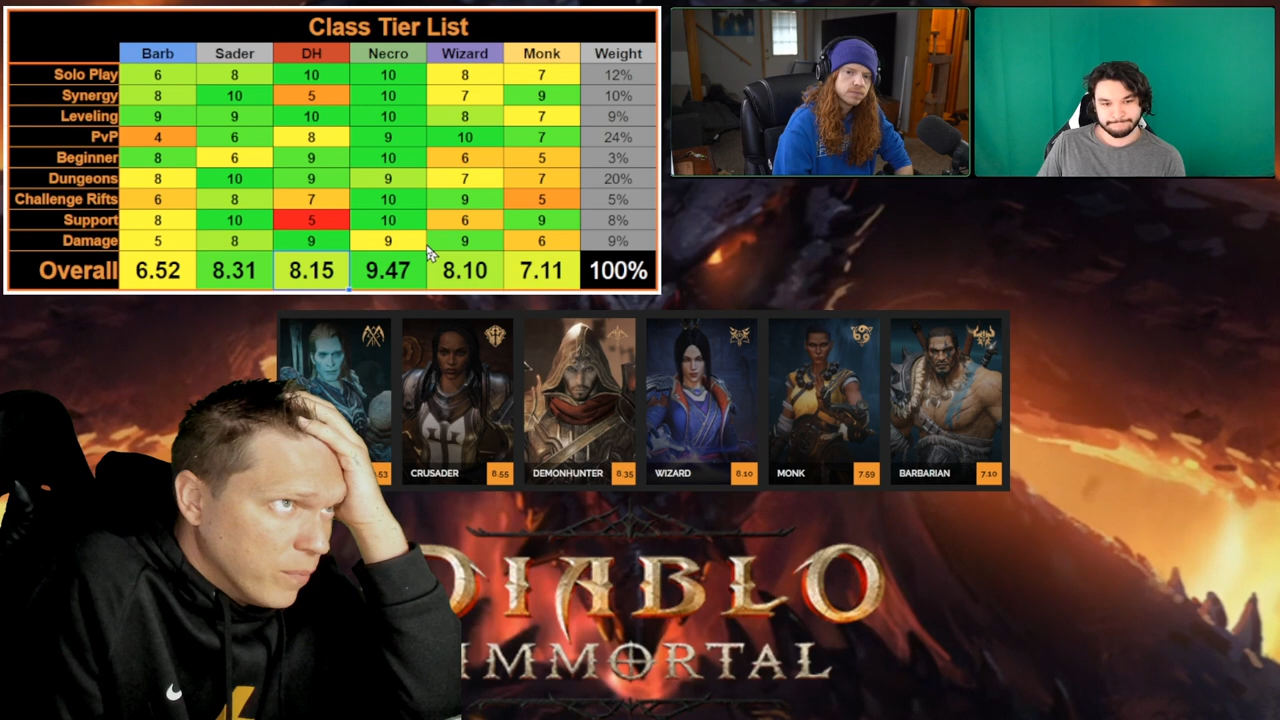 Class Tier List
Barb Sader DH Necro Wizard Monk Weight
Solo Play 6 8 10 10 8 7 12%
Synergy 8 10 5 10 7 9 10%
Leveling 9 9 10 10 8 7 9%
PvP 4 6 8 9 10 7 24%
Beginner 8 6 9 10 6 5 3%
Dungeons 8 10 9 9 7 7 20%
Challenge Rifts 6 8 7 10 9 5 5%
Support 8 10 5 10 6 9 8%
Damage 5 8 9 9 9 6 9%
Overall 6.52 8.31 8.15 9.47 8.10 7.11 100%
.53 CRUSADER 8.55 DEMONHUNTER 8.35 WIZARD 8.10 MONK 7.59 BARBARIAN 7.10
DIABLO
IMMORTAL